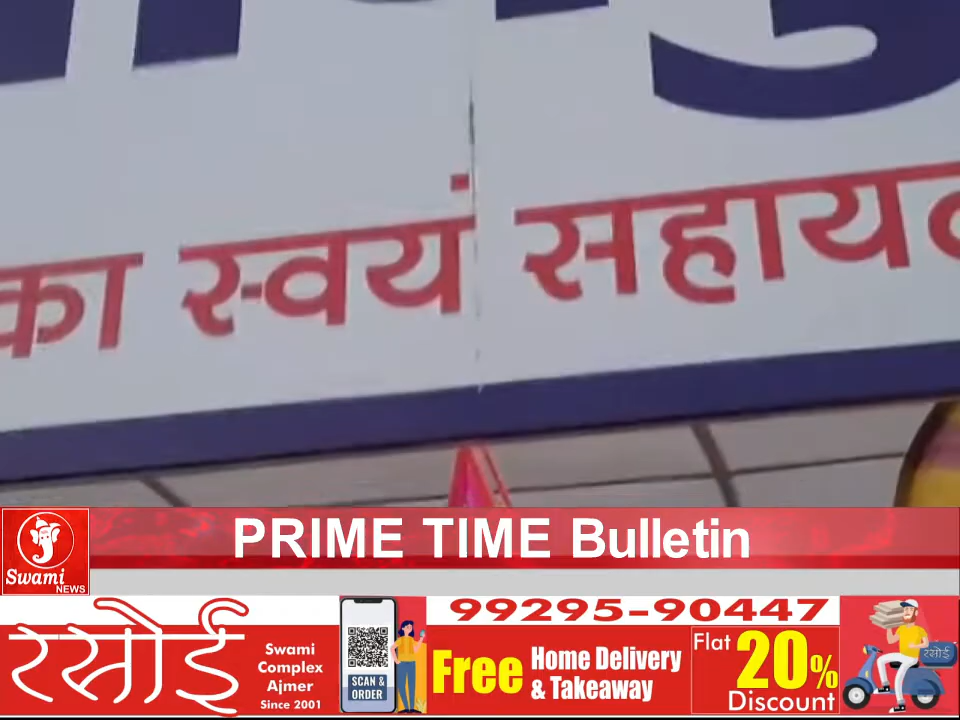 का स्वयं सहायता
PRIME TIME Bulletin
Swami
NEWS
रसोई
Swami
Complex
Ajmer
Since 2001
SCAN &
ORDER
99295-90447
Free Home Delivery
& Takeaway
Flat 20%
Discount
रसोई